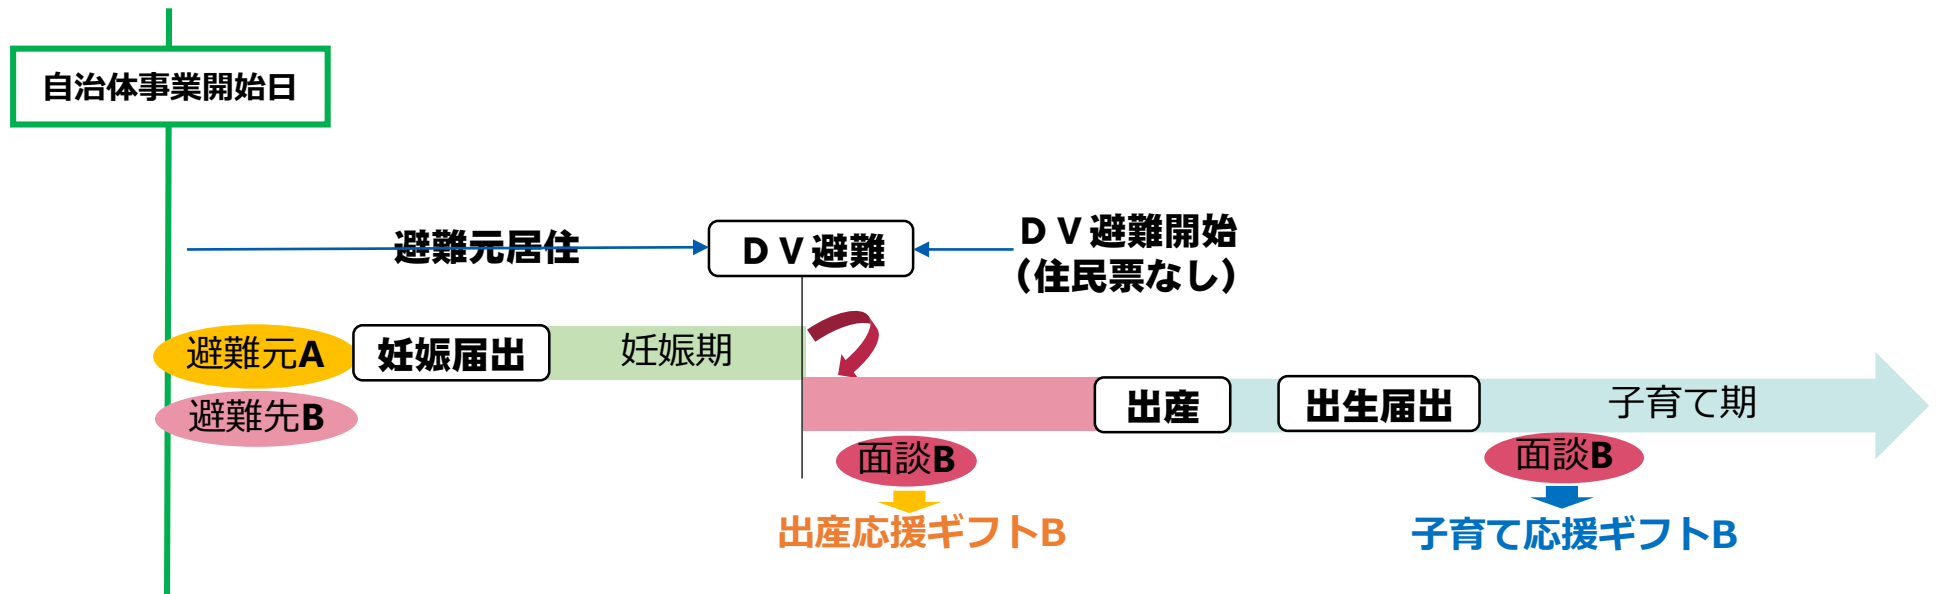 自治体事業開始日
避難元居住
ＤＶ避難
ＤＶ避難開始
（住民票なし）
避難元A
妊娠届出
妊娠期
避難先B
出産
出生届出
子育て期
面談B
面談B
出産応援ギフトB
子育て応援ギフトB